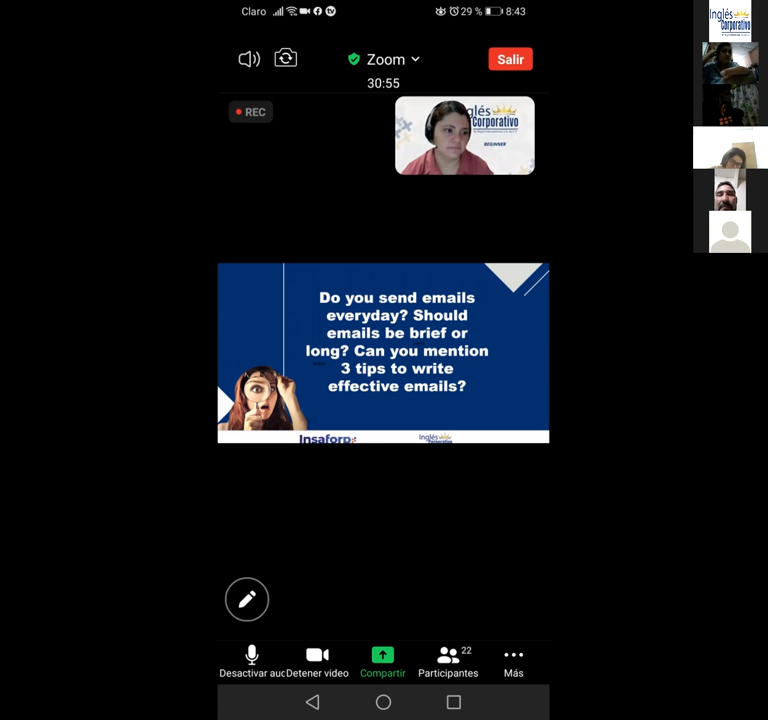 Claro
29 %
8:43
Zoom
Salir
30:55
REC
glés
Corporativo
BEGINNER
Inglés
Corporativo
Do you send emails
everyday? Should
emails be brief or
long? Can you mention
3 tips to write
effective emails?
Insaforp
Inglés
Corporativo
22
Desactivar auc
Detener video
Compartir
Participantes
Más